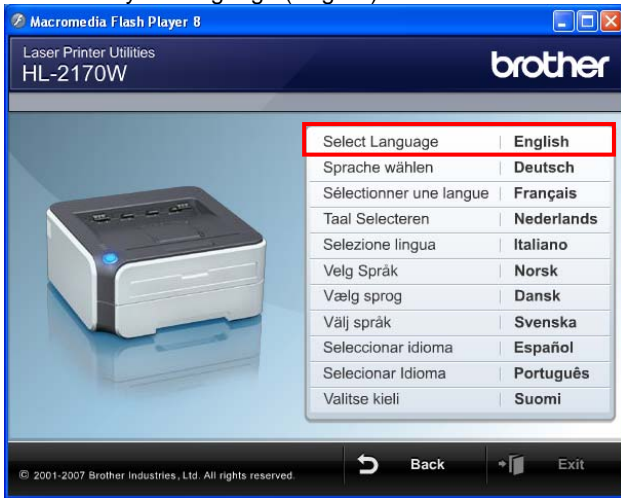 Macromedia Flash Player 8
Laser Printer Utilities
HL-2170W
brother
Select Language | English
Sprache wählen | Deutsch
Sélectionner une langue | Français
Taal Selecteren | Nederlands
Selezione lingua | Italiano
Velg Språk | Norsk
Vælg sprog | Dansk
Välj språk | Svenska
Seleccionar idioma | Español
Selecionar Idioma | Português
Valitse kieli | Suomi
© 2001-2007 Brother Industries, Ltd. All rights reserved.
Back
Exit